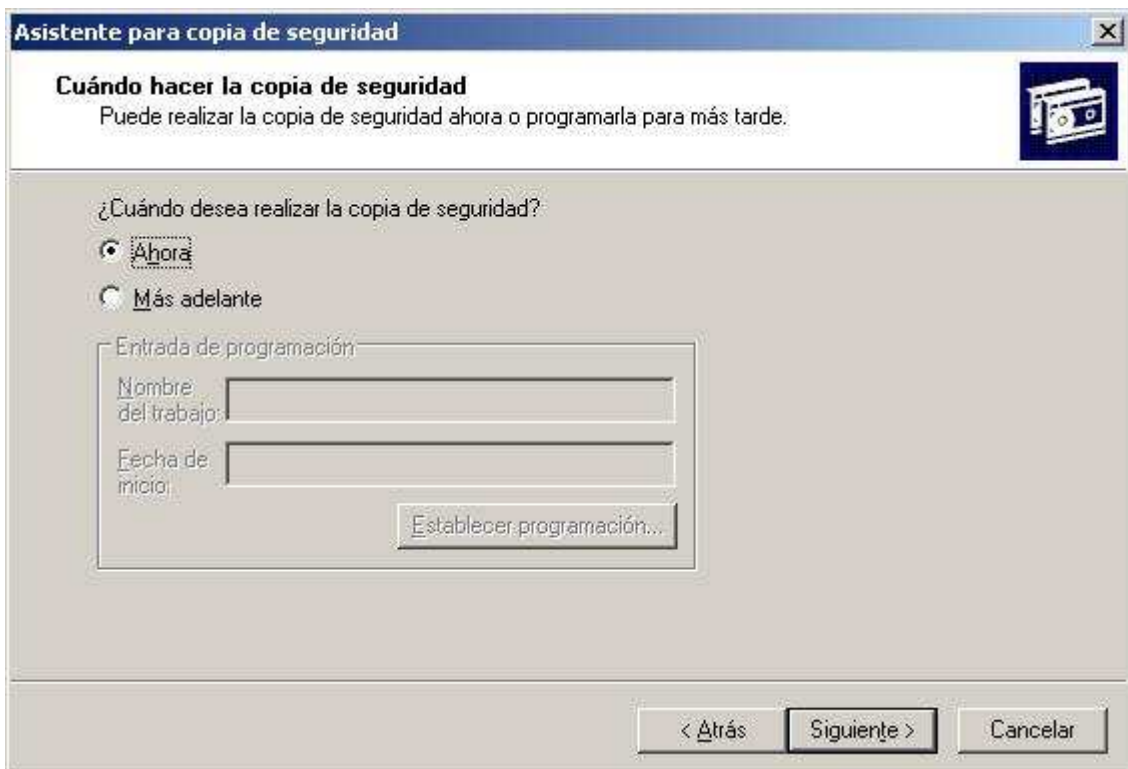 Asistente para copia de seguridad
Cuándo hacer la copia de seguridad
Puede realizar la copia de seguridad ahora o programarla para más tarde.
¿Cuándo desea realizar la copia de seguridad?
Ahora
Más adelante
Entrada de programación
Nombre
del trabajo:
Fecha de
inicio:
Establecer programación...
< Atrás Siguiente > Cancelar